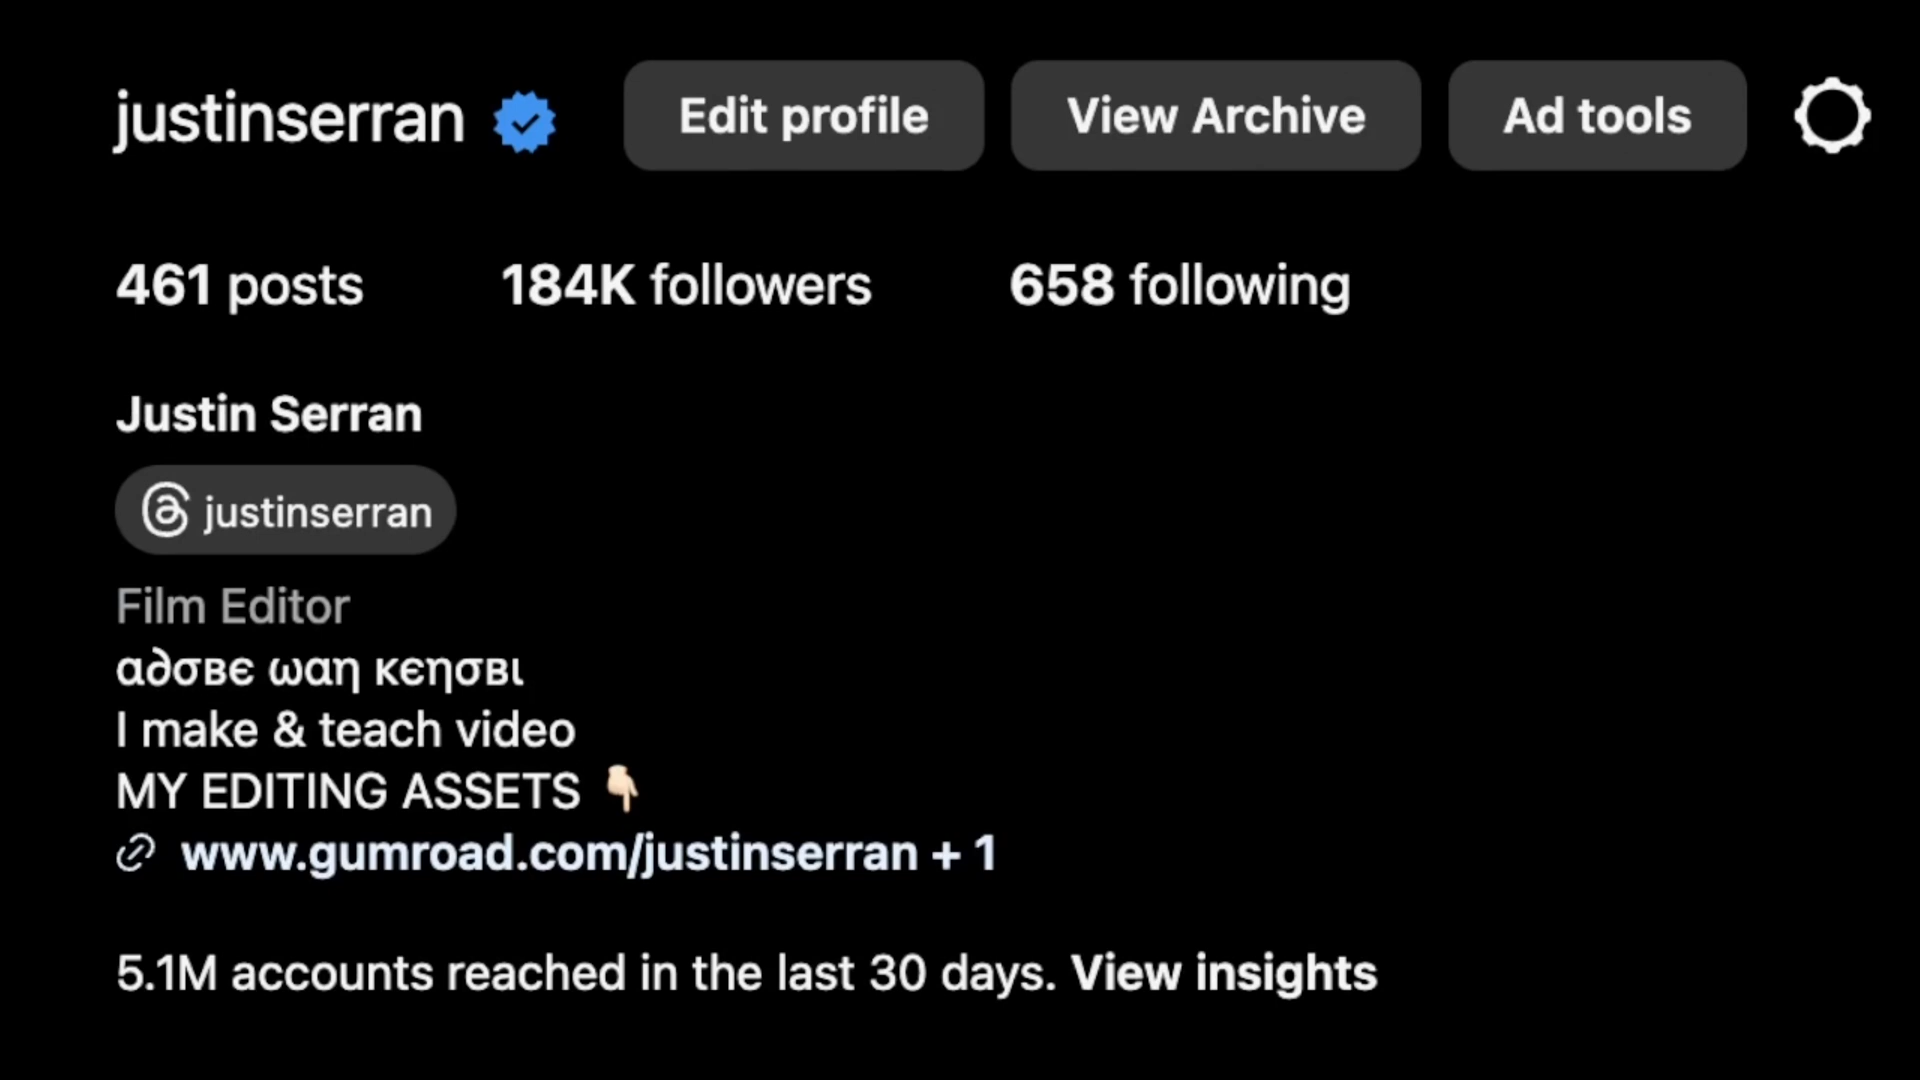 justinserran Edit profile View Archive Ad tools
461 posts 184K followers 658 following
Justin Serran
justinserran
Film Editor
α∂σвє ωαη кєησвι
I make & teach video
MY EDITING ASSETS 👇🏻
www.gumroad.com/justinserran + 1
5.1M accounts reached in the last 30 days. View insights